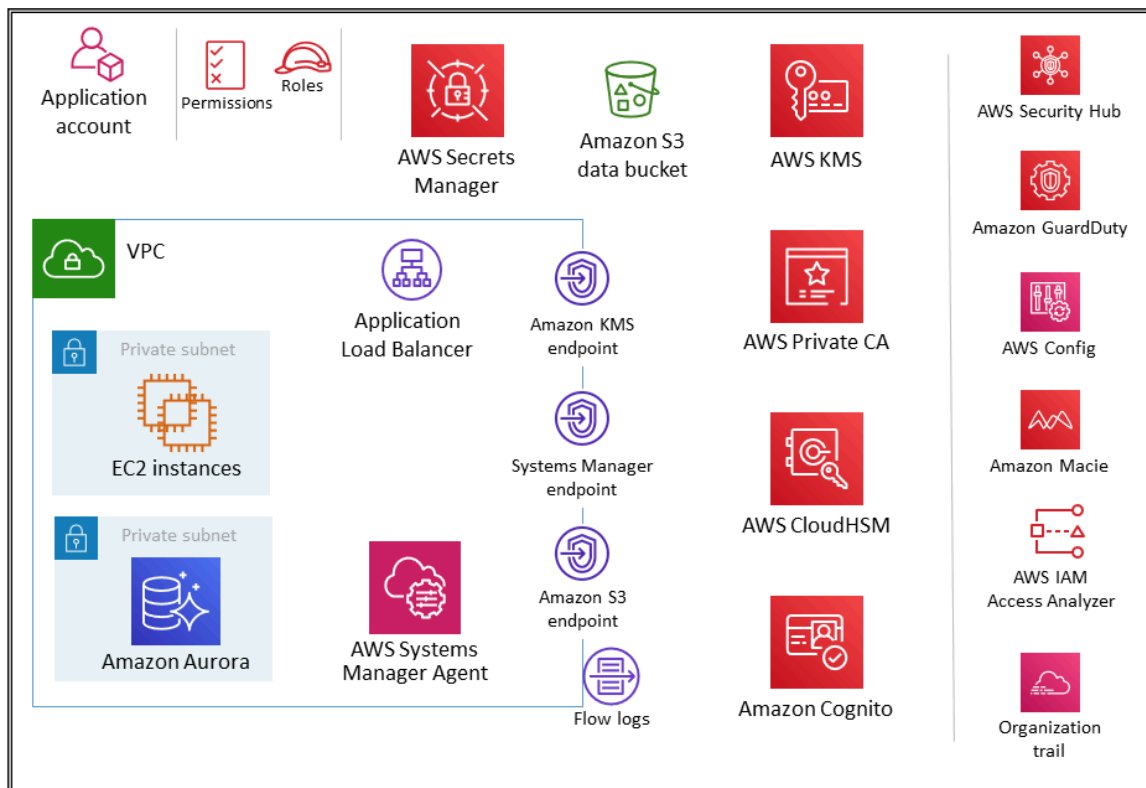 Application
account
Permissions
Roles
AWS Secrets
Manager
Amazon S3
data bucket
AWS KMS
AWS Security Hub
Amazon GuardDuty
VPC
Application
Load Balancer
Amazon KMS
endpoint
AWS Private CA
AWS Config
Private subnet
EC2 instances
Systems Manager
endpoint
Amazon Macie
AWS CloudHSM
Private subnet
Amazon Aurora
AWS Systems
Manager Agent
Amazon S3
endpoint
AWS IAM
Access Analyzer
Flow logs
Amazon Cognito
Organization
trail